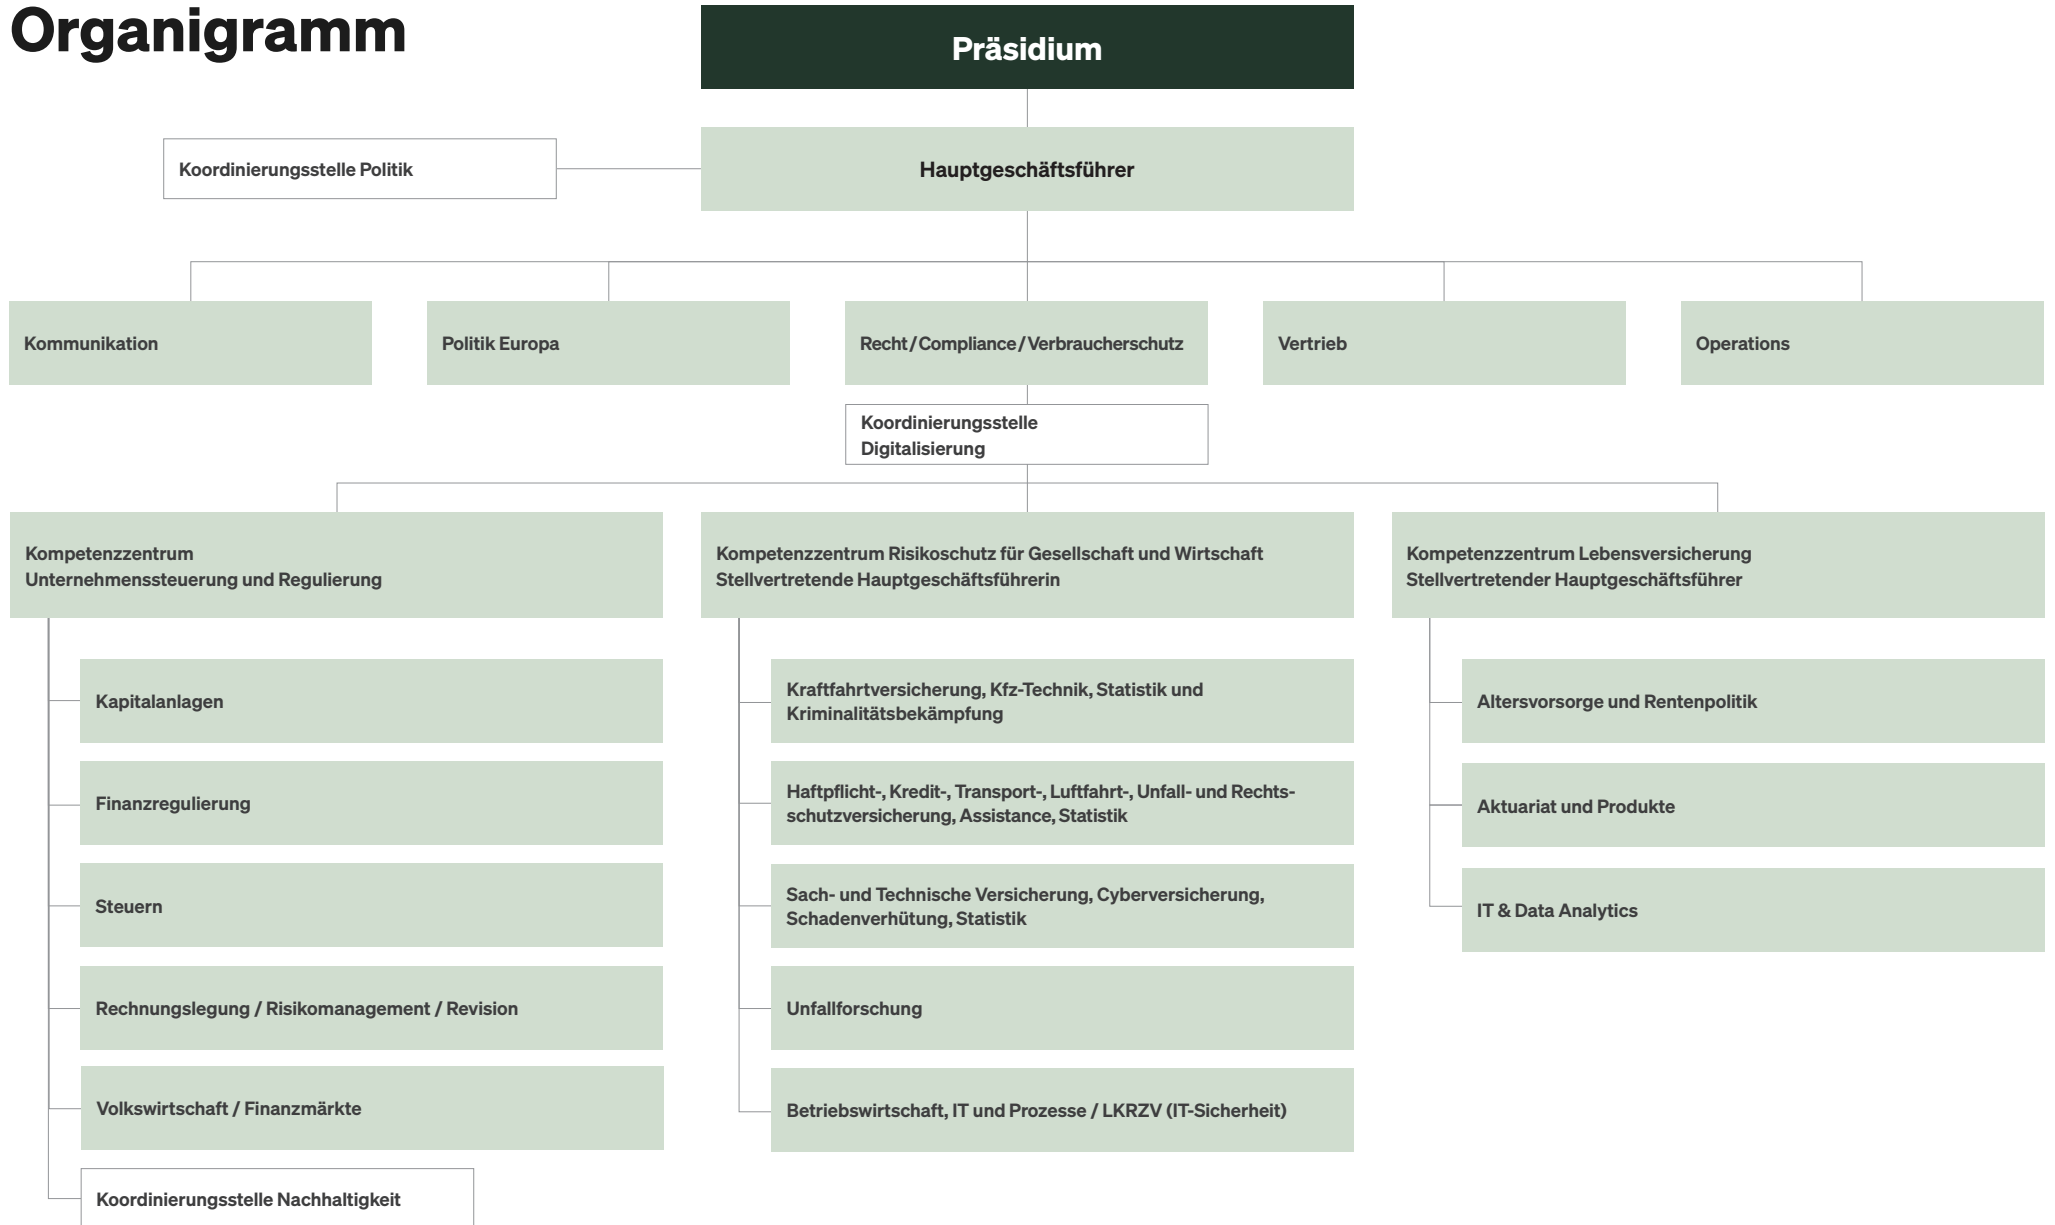 Organigramm
Präsidium
Koordinierungsstelle Politik
Hauptgeschäftsführer
Kommunikation
Politik Europa
Recht/Compliance/Verbraucherschutz
Vertrieb
Operations
Koordinierungsstelle
Digitalisierung
Kompetenzzentrum
Unternehmenssteuerung und Regulierung
Kapitalanlagen
Finanzregulierung
Steuern
Rechnungslegung / Risikomanagement / Revision
Volkswirtschaft / Finanzmärkte
Koordinierungsstelle Nachhaltigkeit
Kompetenzzentrum Risikoschutz für Gesellschaft und Wirtschaft
Stellvertretende Hauptgeschäftsführerin
Kraftfahrtversicherung, Kfz-Technik, Statistik und
Kriminalitätsbekämpfung
Haftpflicht-, Kredit-, Transport-, Luftfahrt-, Unfall- und Rechts-
schutzversicherung, Assistance, Statistik
Sach- und Technische Versicherung, Cyberversicherung,
Schadenverhütung, Statistik
Unfallforschung
Betriebswirtschaft, IT und Prozesse / LKRZV (IT-Sicherheit)
Kompetenzzentrum Lebensversicherung
Stellvertretender Hauptgeschäftsführer
Altersvorsorge und Rentenpolitik
Aktuariat und Produkte
IT & Data Analytics